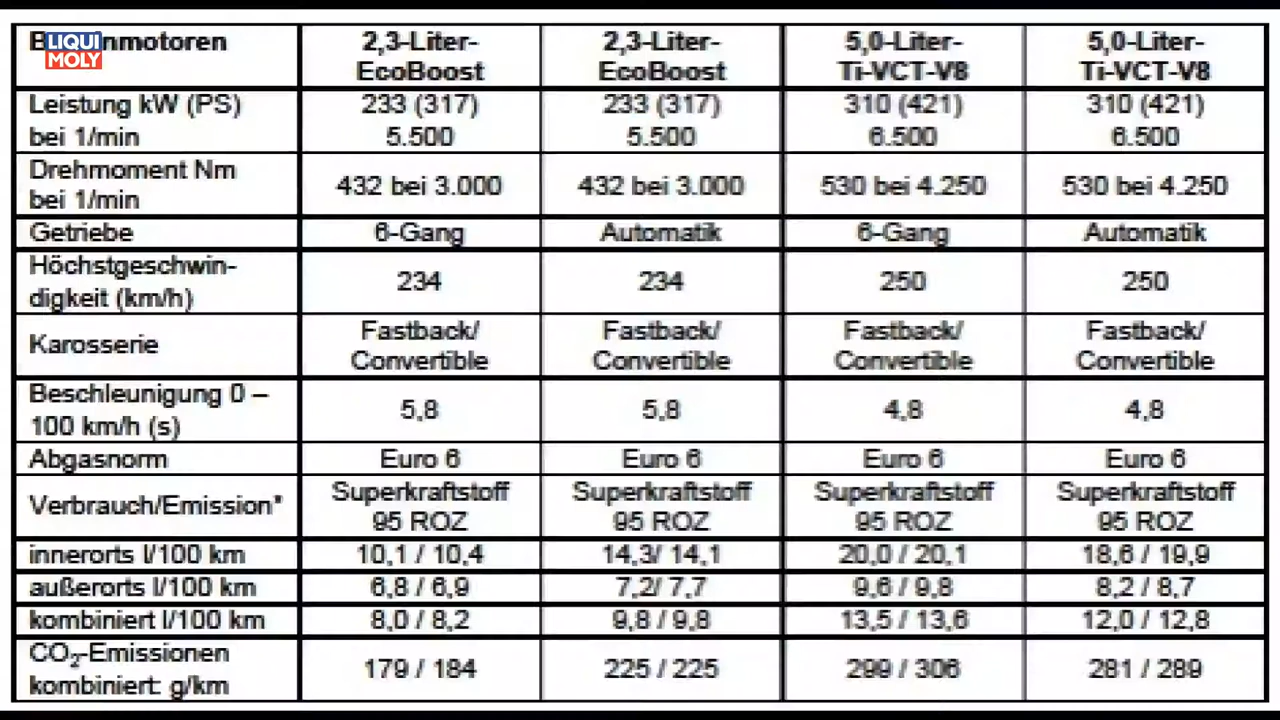 LIQUI
MOLY
nmotoren 2,3-Liter- 2,3-Liter- 5,0-Liter- 5,0-Liter-
EcoBoost EcoBoost Ti-VCT-V8 Ti-VCT-V8
Leistung kW (PS) 233 (317) 233 (317) 310 (421) 310 (421)
bei 1/min 5.500 5.500 6.500 6.500
Drehmoment Nm
bei 1/min 432 bei 3.000 432 bei 3.000 530 bei 4.250 530 bei 4.250
Getriebe 6-Gang Automatik 6-Gang Automatik
Höchstgeschwin-
digkeit (km/h) 234 234 250 250
Karosserie Fastback/ Fastback/ Fastback/ Fastback/
Convertible Convertible Convertible Convertible
Beschleunigung 0 –
100 km/h (s) 5,8 5,8 4,8 4,8
Abgasnorm Euro 6 Euro 6 Euro 6 Euro 6
Verbrauch/Emission* Superkraftstoff Superkraftstoff Superkraftstoff Superkraftstoff
95 ROZ 95 ROZ 95 ROZ 95 ROZ
innerorts l/100 km 10,1 / 10,4 14,3/ 14,1 20,0 / 20,1 18,6 / 19,9
außerorts l/100 km 6,8 / 6,9 7,2/ 7,7 9,6 / 9,8 8,2 / 8,7
kombiniert l/100 km 8,0 / 8,2 9,8 / 9,8 13,5 / 13,6 12,0 / 12,8
CO₂-Emissionen
kombiniert: g/km 179 / 184 225 / 225 299 / 306 281 / 289